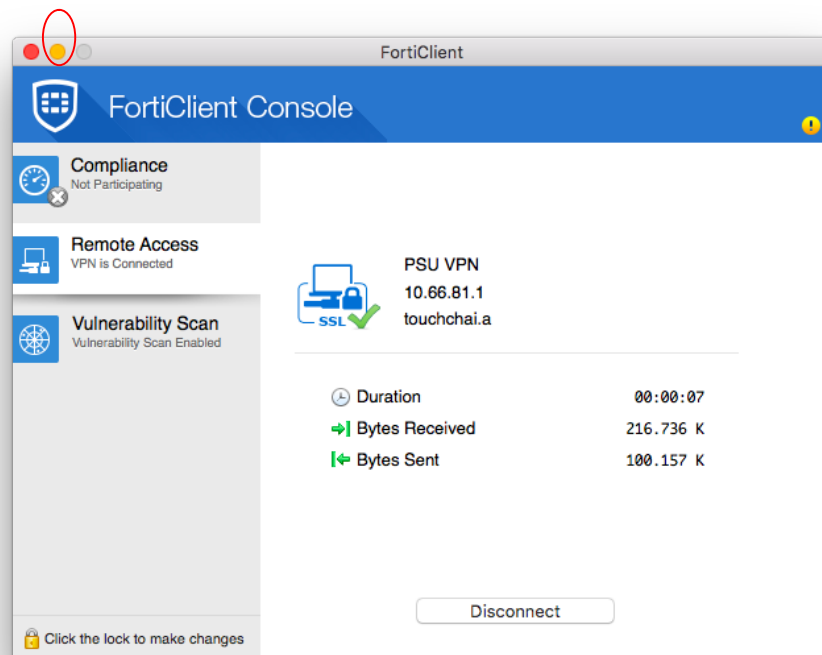 FortiClient
FortiClient Console
Compliance
Not Participating
Remote Access
VPN is Connected
Vulnerability Scan
Vulnerability Scan Enabled
SSL
PSU VPN
10.66.81.1
touchchai.a
Duration 00:00:07
Bytes Received 216.736 K
Bytes Sent 100.157 K
Disconnect
Click the lock to make changes